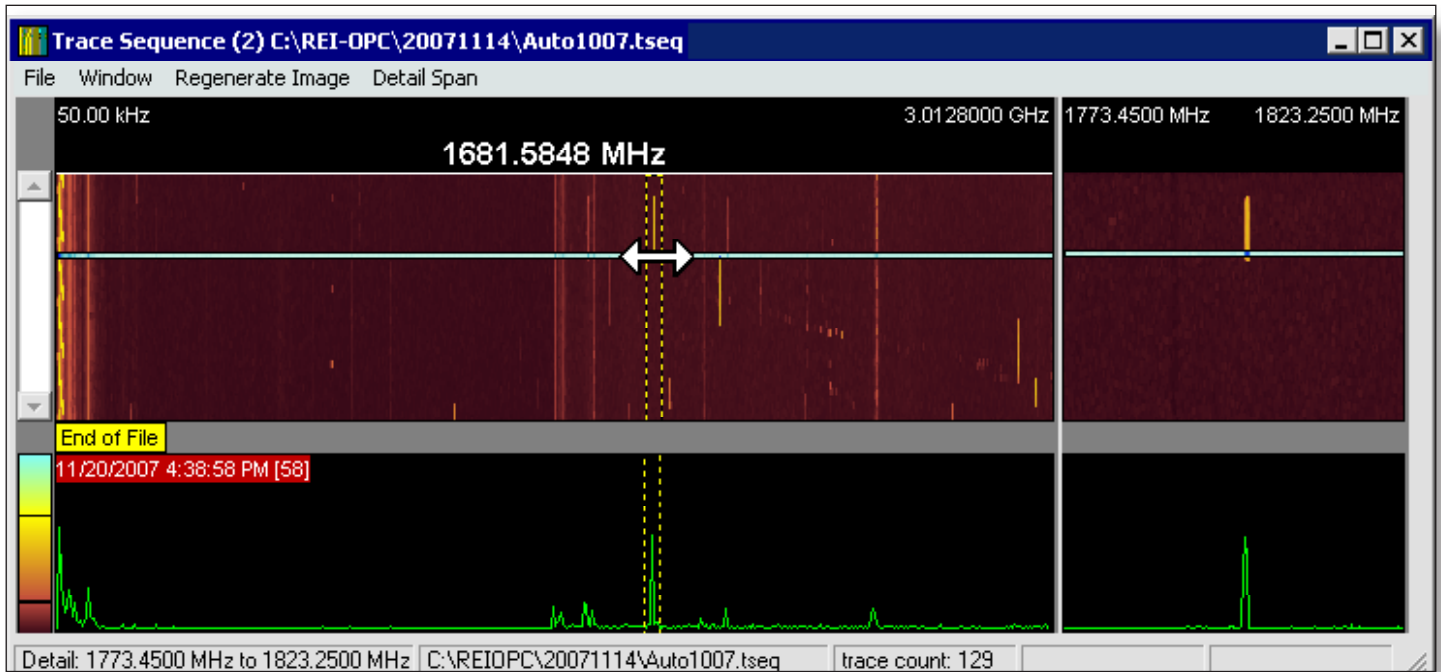 Trace Sequence (2) C:\REI-OPC\20071114\Auto1007.tseq
File Window Regenerate Image Detail Span
50.00 kHz 3.0128000 GHz 1773.4500 MHz 1823.2500 MHz
1681.5848 MHz
End of File
11/20/2007 4:38:58 PM [58]
Detail: 1773.4500 MHz to 1823.2500 MHz C:\REIOPC\20071114\Auto1007.tseq trace count: 129